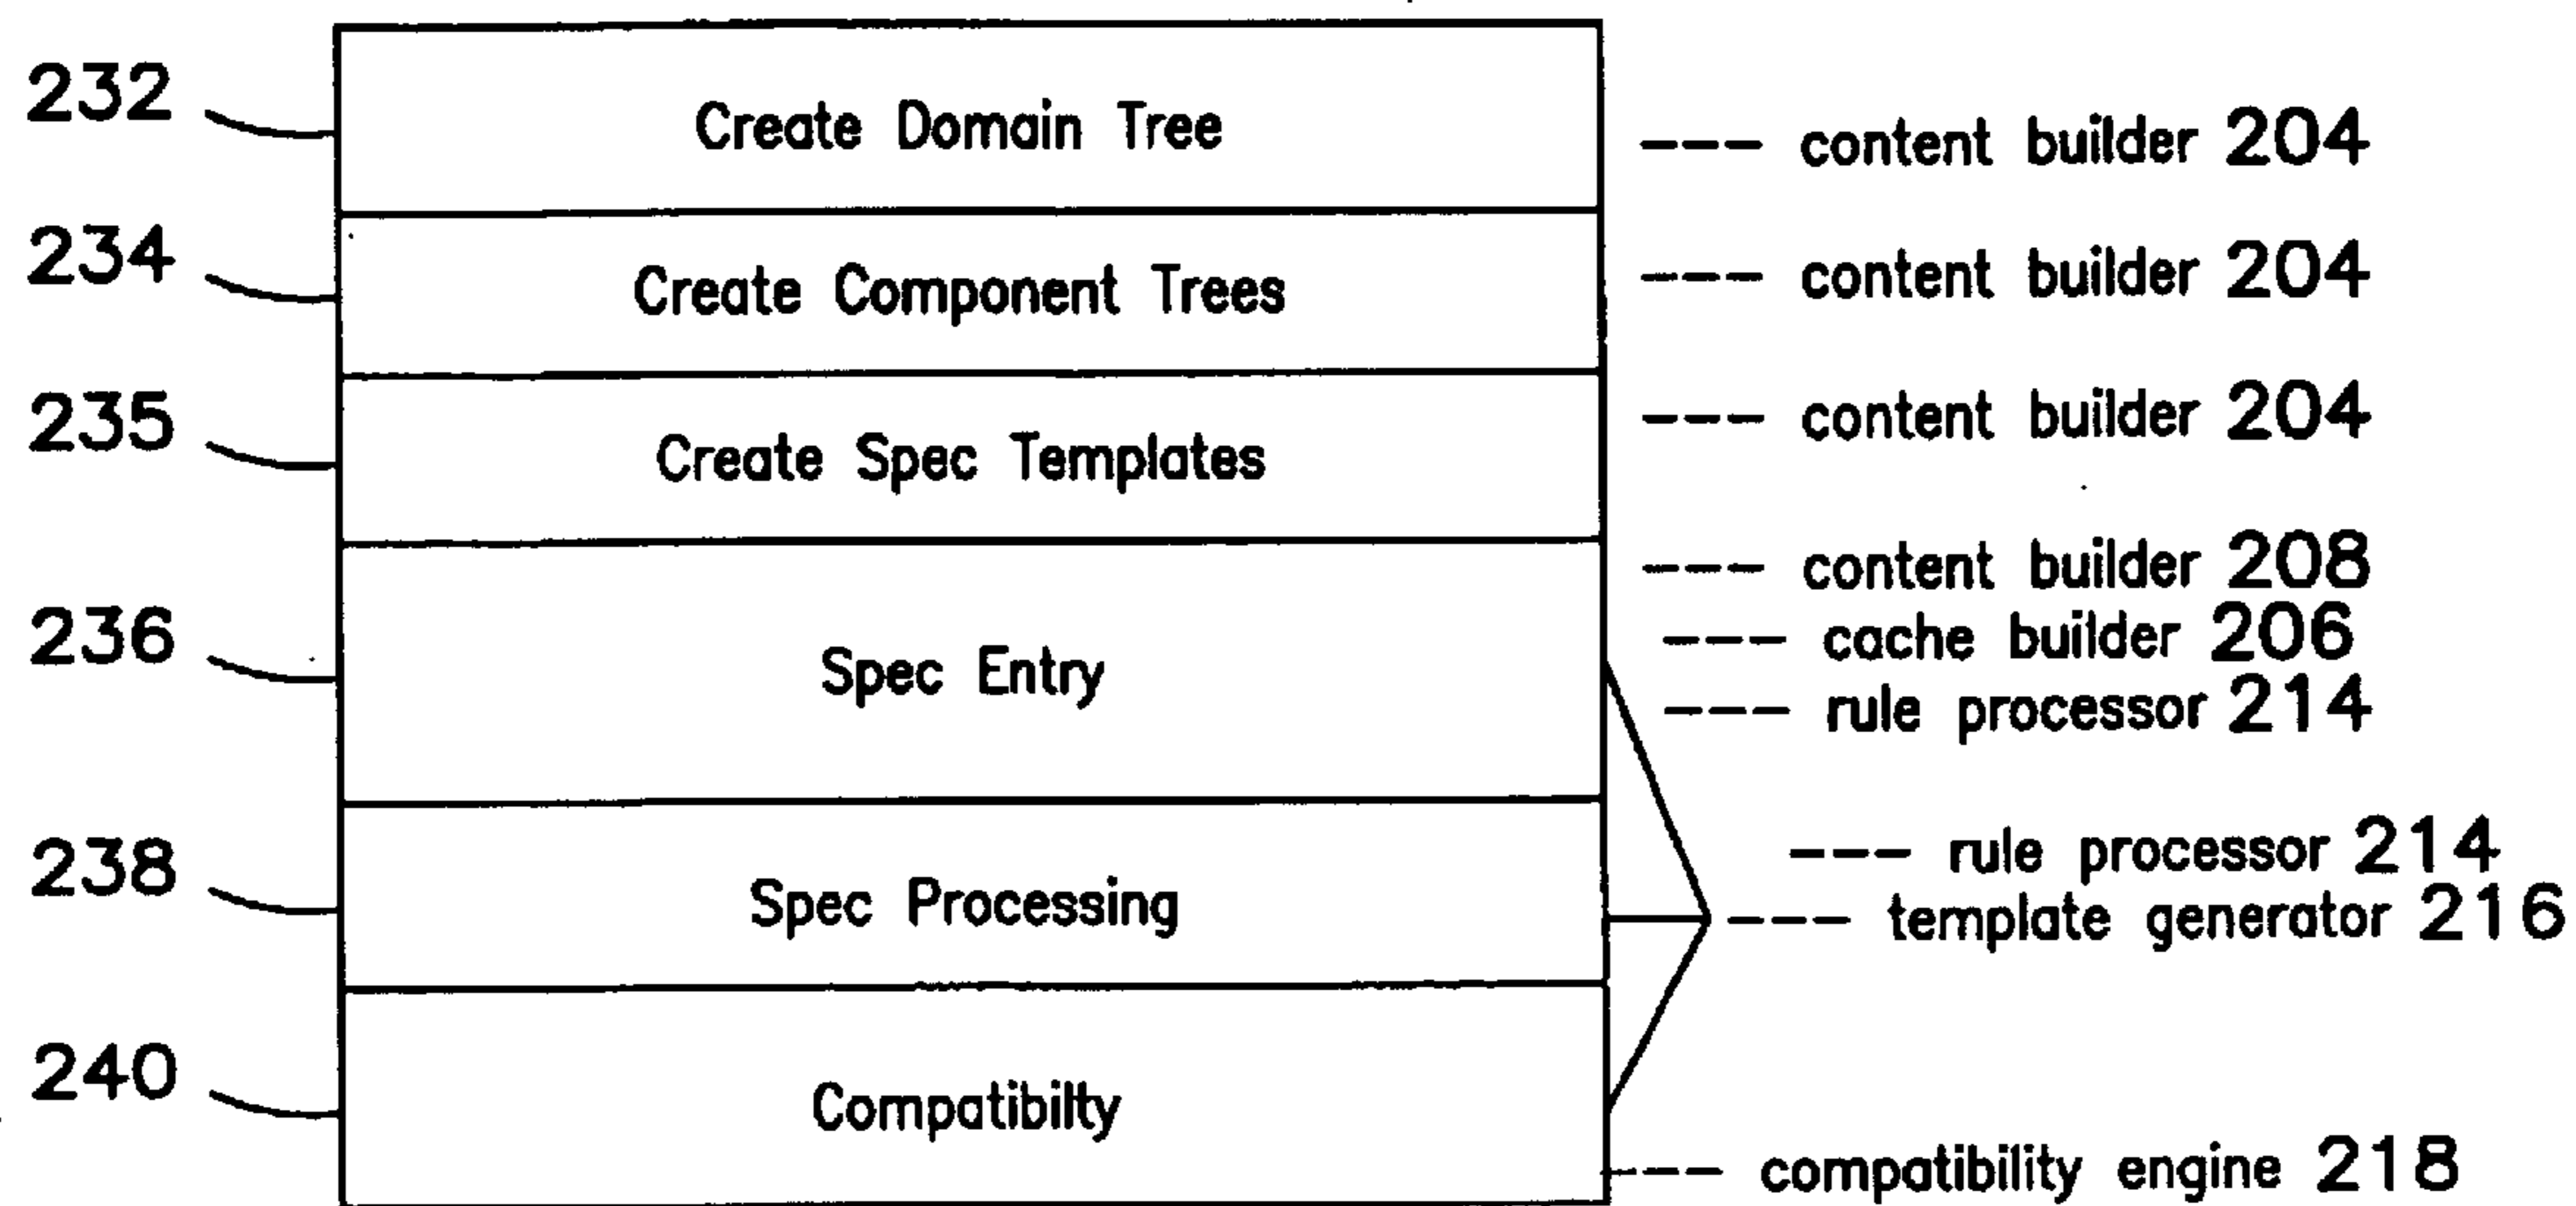 232
Create Domain Tree
--- content builder 204
234
Create Component Trees
--- content builder 204
235
Create Spec Templates
--- content builder 204
236
Spec Entry
--- content builder 208
--- cache builder 206
--- rule processor 214
238
Spec Processing
--- rule processor 214
--- template generator 216
240
Compatibilty
--- compatibility engine 218